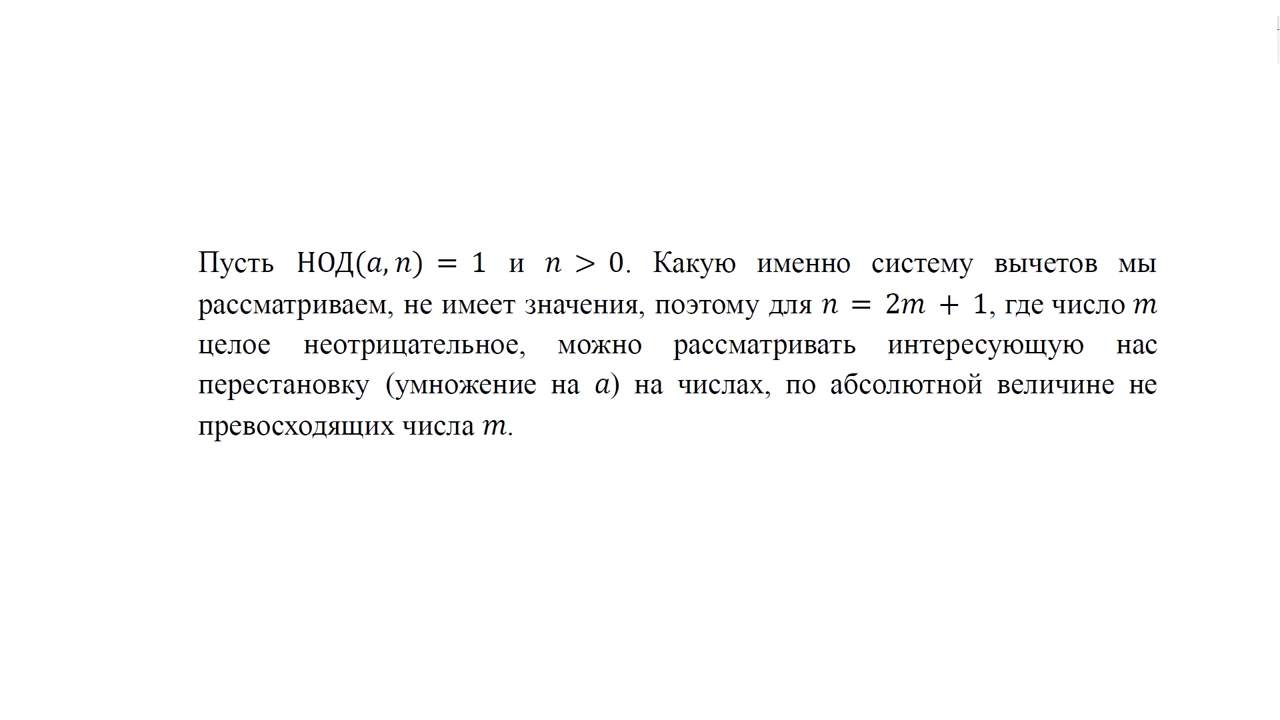 Пусть НОД(a, n) = 1 и n > 0. Какую именно систему вычетов мы
рассматриваем, не имеет значения, поэтому для n = 2m + 1, где число m
целое неотрицательное, можно рассматривать интересующую нас
перестановку (умножение на a) на числах, по абсолютной величине не
превосходящих числа m.